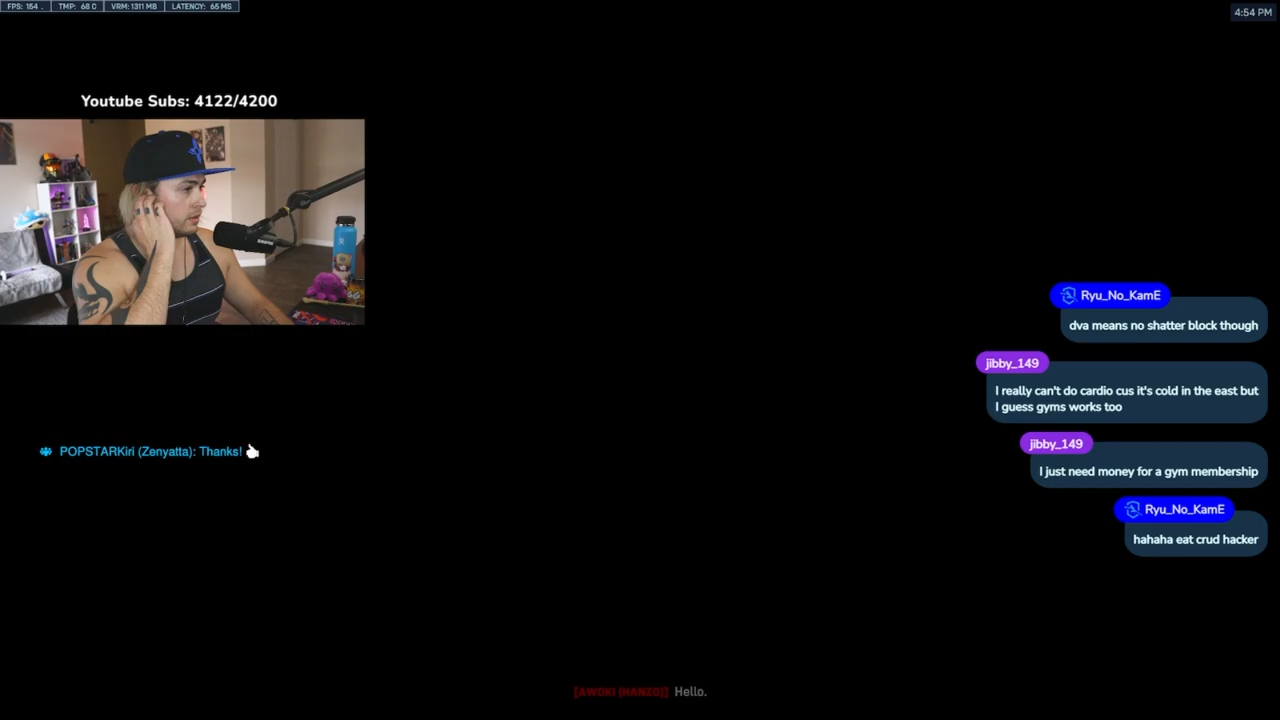 FPS: 154 .
TMP: 68 C
VRM: 1311 MB
LATENCY: 65 MS
4:54 PM
Youtube Subs: 4122/4200
Ryu_No_KamE
dva means no shatter block though
jibby_149
I really can't do cardio cus it's cold in the east but
I guess gyms works too
jibby_149
I just need money for a gym membership
POPSTARKiri (Zenyatta): Thanks!
Ryu_No_KamE
hahaha eat crud hacker
[AWOKI (HANZO)] Hello.